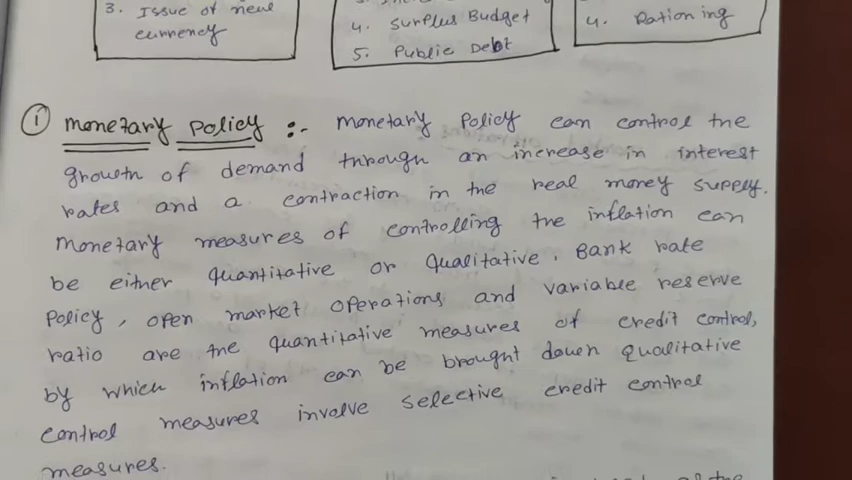 3. Issue of new
currency
4. Surplus Budget
5. Public Debt
4. Rationing
① Monetary Policy :- Monetary Policy can control the
growth of demand through an increase in interest
rates and a contraction in the real money supply.
Monetary measures of controlling the inflation can
be either quantitative or qualitative. Bank rate
policy, open market operations and variable reserve
ratio are the quantitative measures of credit control,
by which inflation can be brought down qualitative
control measures involve selective credit control
measures.